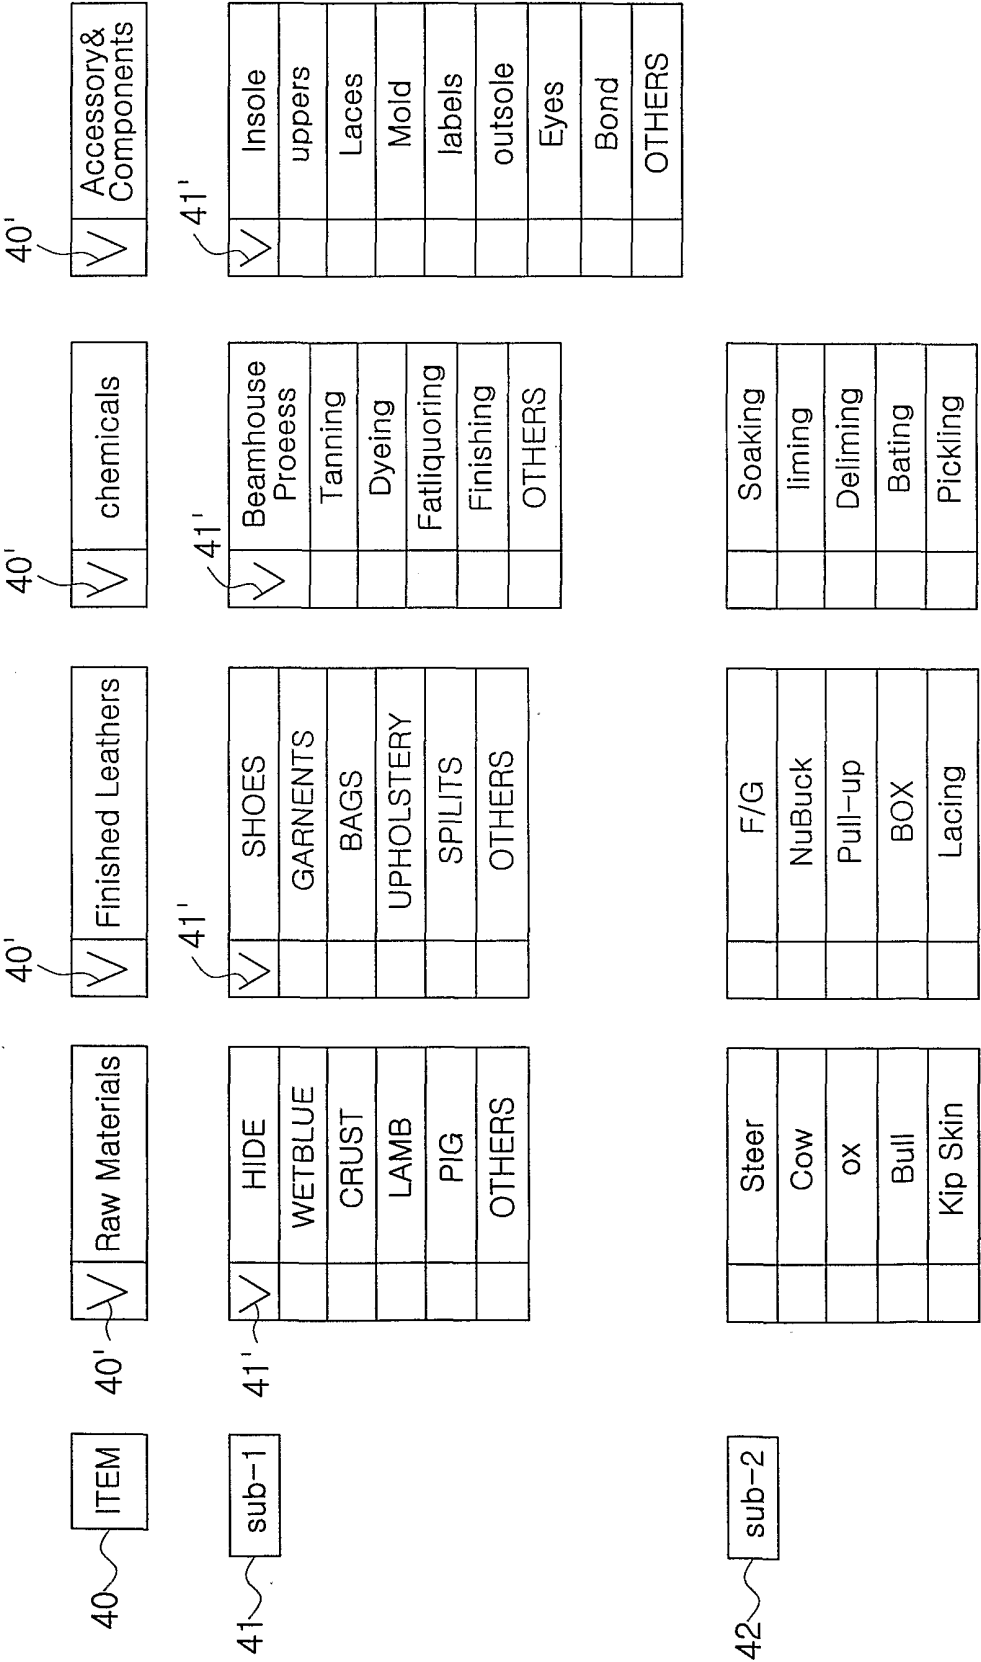 40 ITEM
40' V Raw Materials
40' V Finished Leathers
40' V chemicals
40' V Accessory&
Components
41 sub-1
41' V HIDE
WETBLUE
CRUST
LAMB
PIG
OTHERS
41' V SHOES
GARNENTS
BAGS
UPHOLSTERY
SPILITS
OTHERS
41' V Beamhouse
Proeess
Tanning
Dyeing
Fatliquoring
Finishing
OTHERS
41' V Insole
uppers
Laces
Mold
labels
outsole
Eyes
Bond
OTHERS
42 sub-2
Steer
Cow
ox
Bull
Kip Skin
F/G
NuBuck
Pull-up
BOX
Lacing
Soaking
liming
Deliming
Bating
Pickling